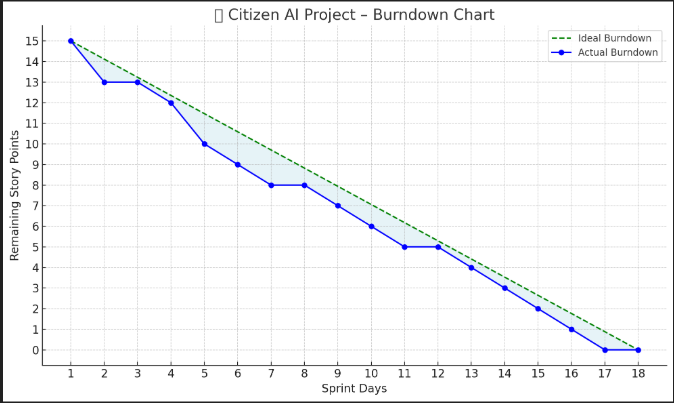 Citizen AI Project – Burndown Chart
Ideal Burndown
Actual Burndown
Remaining Story Points
15
14
13
12
11
10
9
8
7
6
5
4
3
2
1
0
1 2 3 4 5 6 7 8 9 10 11 12 13 14 15 16 17 18
Sprint Days